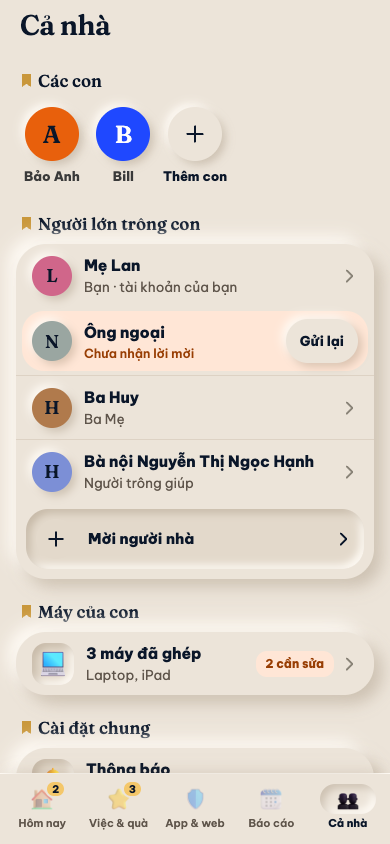 Cả nhà
Các con
A
B
Bảo Anh
Bill
Thêm con
Người lớn trông con
L
Mẹ Lan
Bạn · tài khoản của bạn
N
Ông ngoại
Chưa nhận lời mời
Gửi lại
H
Ba Huy
Ba Mẹ
H
Bà nội Nguyễn Thị Ngọc Hạnh
Người trông giúp
Mời người nhà
Máy của con
3 máy đã ghép
Laptop, iPad
2 cần sửa
Cài đặt chung
Thông báo
2
3
Hôm nay
Việc & quà
App & web
Báo cáo
Cả nhà